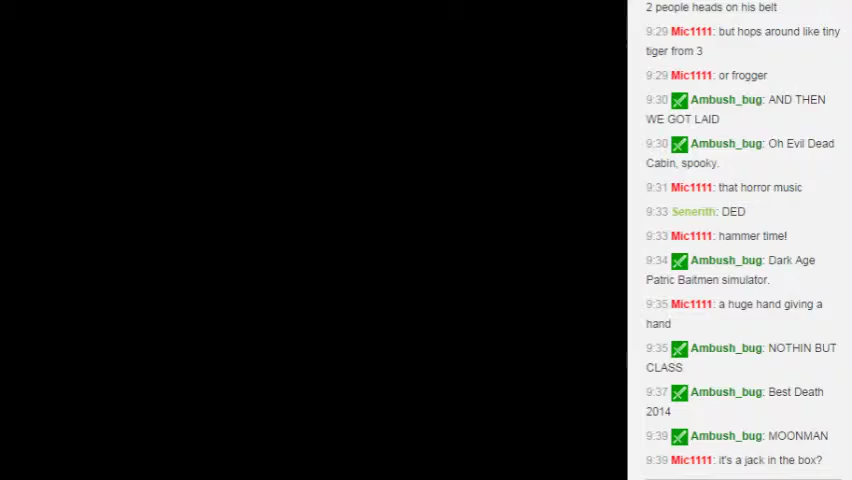 2 people heads on his belt
9:29 Mic1111: but hops around like tiny
tiger from 3
9:29 Mic1111: or frogger
9:30 Ambush_bug: AND THEN
WE GOT LAID
9:30 Ambush_bug: Oh Evil Dead
Cabin, spooky.
9:31 Mic1111: that horror music
9:33 Senerith: DED
9:33 Mic1111: hammer time!
9:34 Ambush_bug: Dark Age
Patric Baitmen simulator.
9:35 Mic1111: a huge hand giving a
hand
9:35 Ambush_bug: NOTHIN BUT
CLASS
9:37 Ambush_bug: Best Death
2014
9:39 Ambush_bug: MOONMAN
9:39 Mic1111: it's a jack in the box?